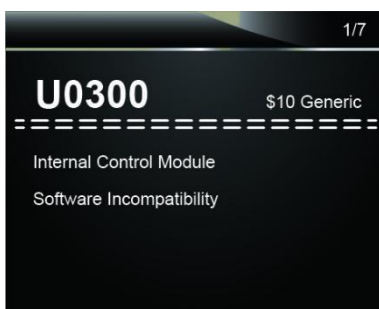 1/7
U0300 $10 Generic
Internal Control Module
Software Incompatibility